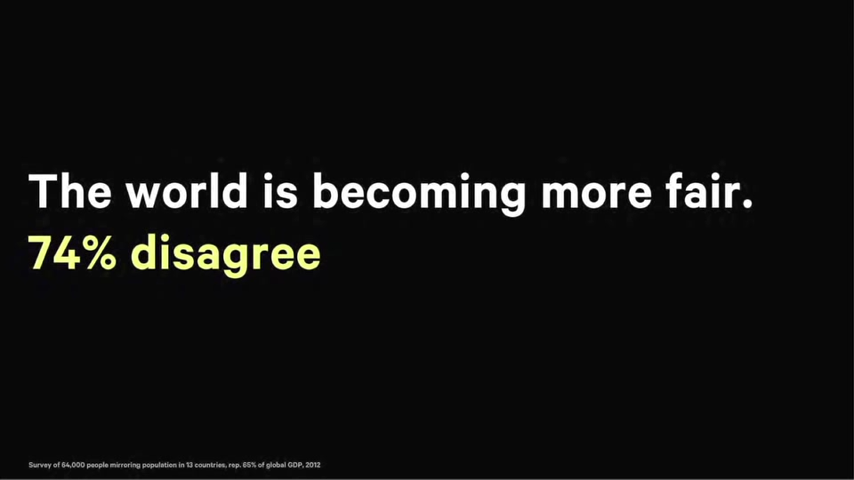 The world is becoming more fair.
74% disagree
Survey of 64,000 people mirroring population in 13 countries, rep. 65% of global GDP, 2012